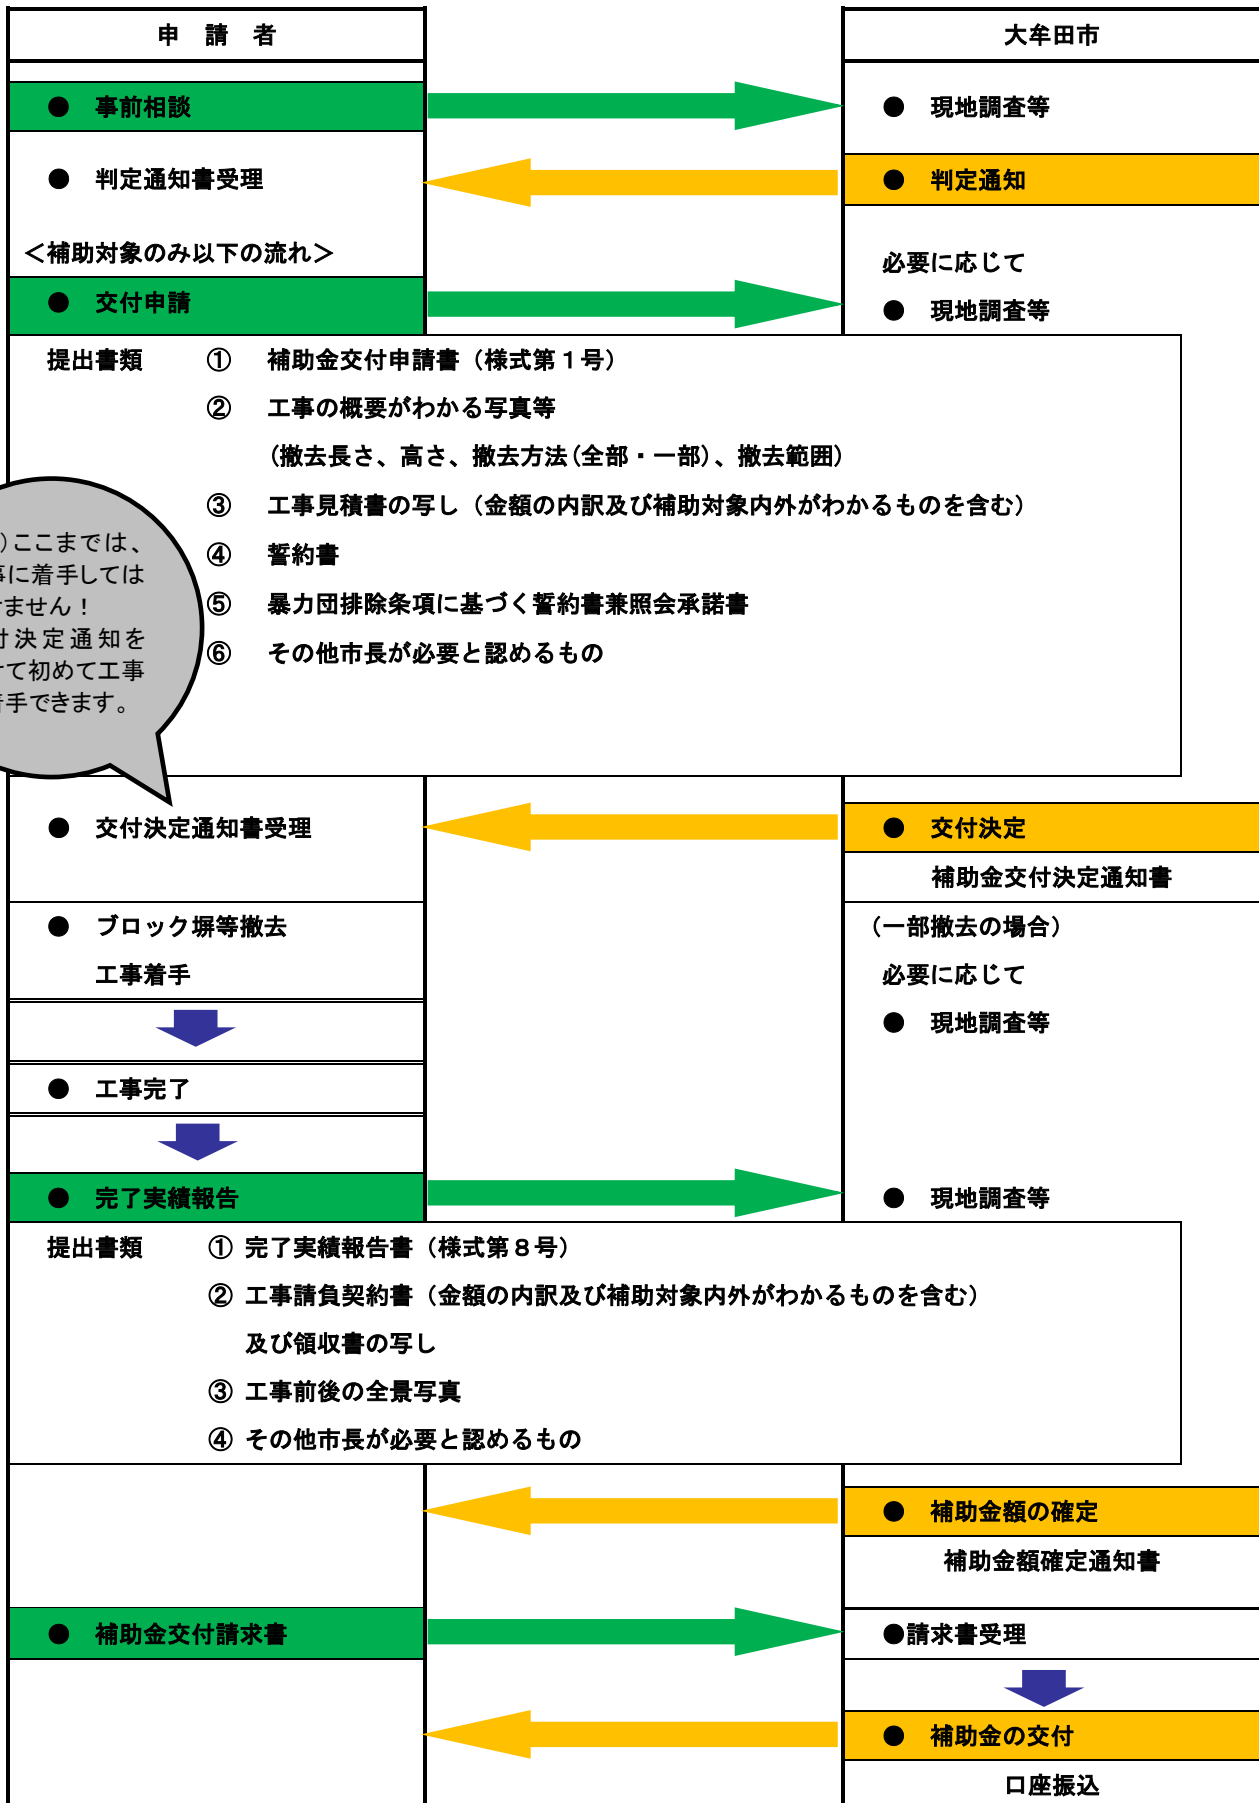 申 請 者
大牟田市
● 事前相談
● 現地調査等
● 判定通知書受理
● 判定通知
＜補助対象のみ以下の流れ＞
必要に応じて
● 交付申請
● 現地調査等
提出書類 ① 補助金交付申請書（様式第１号）
② 工事の概要がわかる写真等
(撤去長さ、高さ、撤去方法(全部・一部)、撤去範囲)
③ 工事見積書の写し（金額の内訳及び補助対象内外がわかるものを含む）
④ 誓約書
⑤ 暴力団排除条項に基づく誓約書兼照会承諾書
⑥ その他市長が必要と認めるもの
)ここまでは、
に着手しては
ません！
決定通知を
て初めて工事
手できます。
● 交付決定通知書受理
● 交付決定
補助金交付決定通知書
● ブロック塀等撤去
工事着手
（一部撤去の場合）
必要に応じて
● 現地調査等
● 工事完了
● 完了実績報告
● 現地調査等
提出書類 ① 完了実績報告書（様式第８号）
② 工事請負契約書（金額の内訳及び補助対象内外がわかるものを含む）
及び領収書の写し
③ 工事前後の全景写真
④ その他市長が必要と認めるもの
● 補助金額の確定
補助金額確定通知書
● 補助金交付請求書
●請求書受理
● 補助金の交付
口座振込